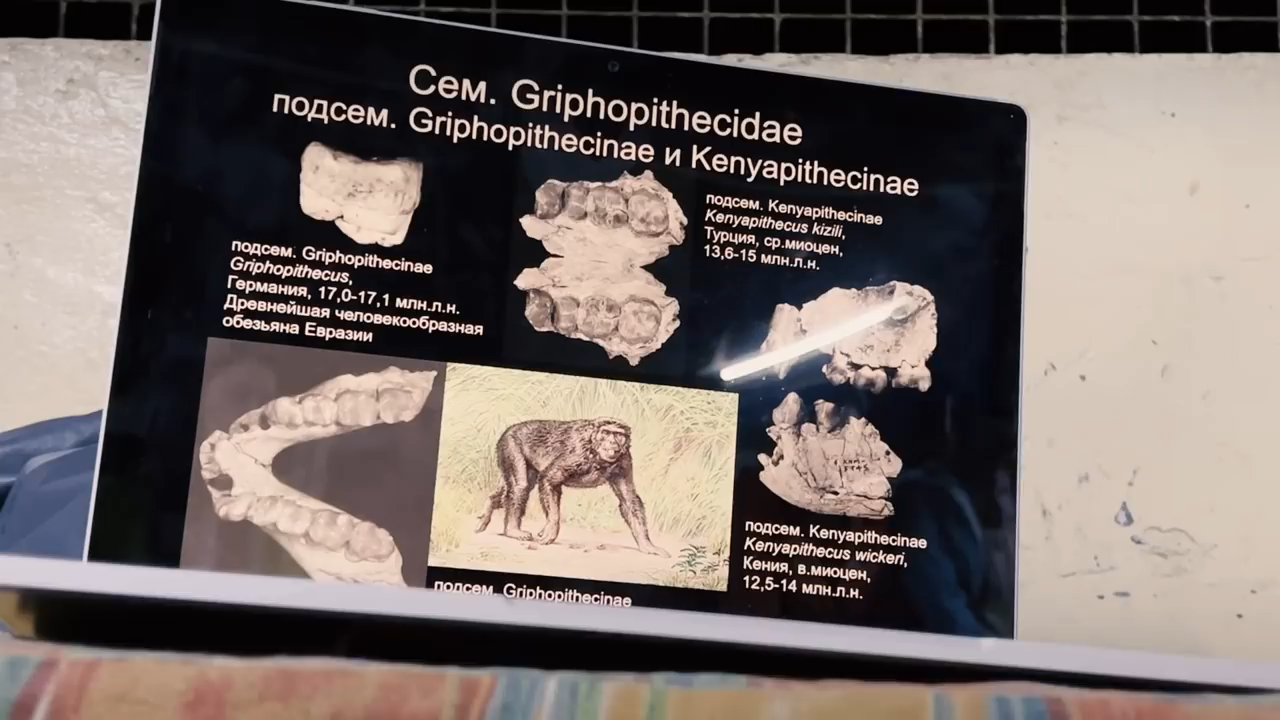 Сем. Griphopithecidae
подсем. Griphopithecinae и Kenyapithecinae
подсем. Griphopithecinae
Griphopithecus,
Германия, 17,0-17,1 млн.л.н.
Древнейшая человекообразная
обезьяна Евразии
подсем. Kenyapithecinae
Kenyapithecus kizili,
Турция, ср.миоцен,
13,6-15 млн.л.н.
подсем. Kenyapithecinae
Kenyapithecus wickeri,
Кения, в.миоцен,
12,5-14 млн.л.н.
подсем. Griphopithecinae